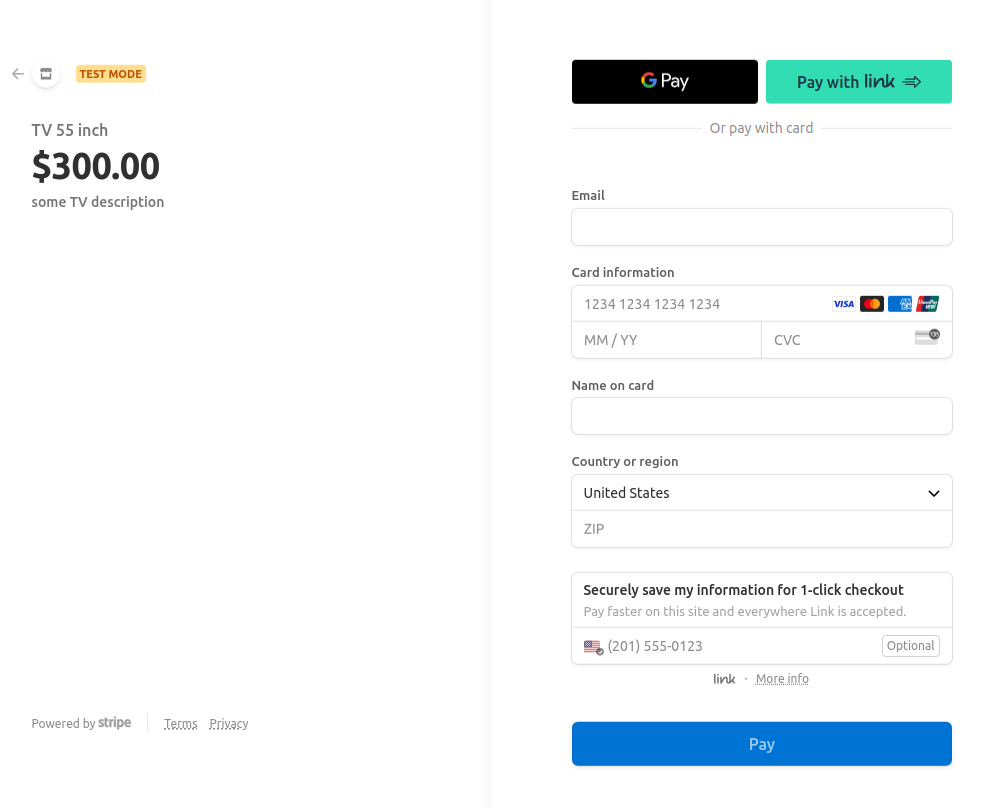 TEST MODE
TV 55 inch
$300.00
some TV description
Powered by stripe
Terms Privacy
G Pay
Pay with link
Or pay with card
Email
Card information
1234 1234 1234 1234
VISA
MM / YY
CVC
Name on card
Country or region
United States
ZIP
Securely save my information for 1-click checkout
Pay faster on this site and everywhere Link is accepted.
(201) 555-0123
Optional
link · More info
Pay